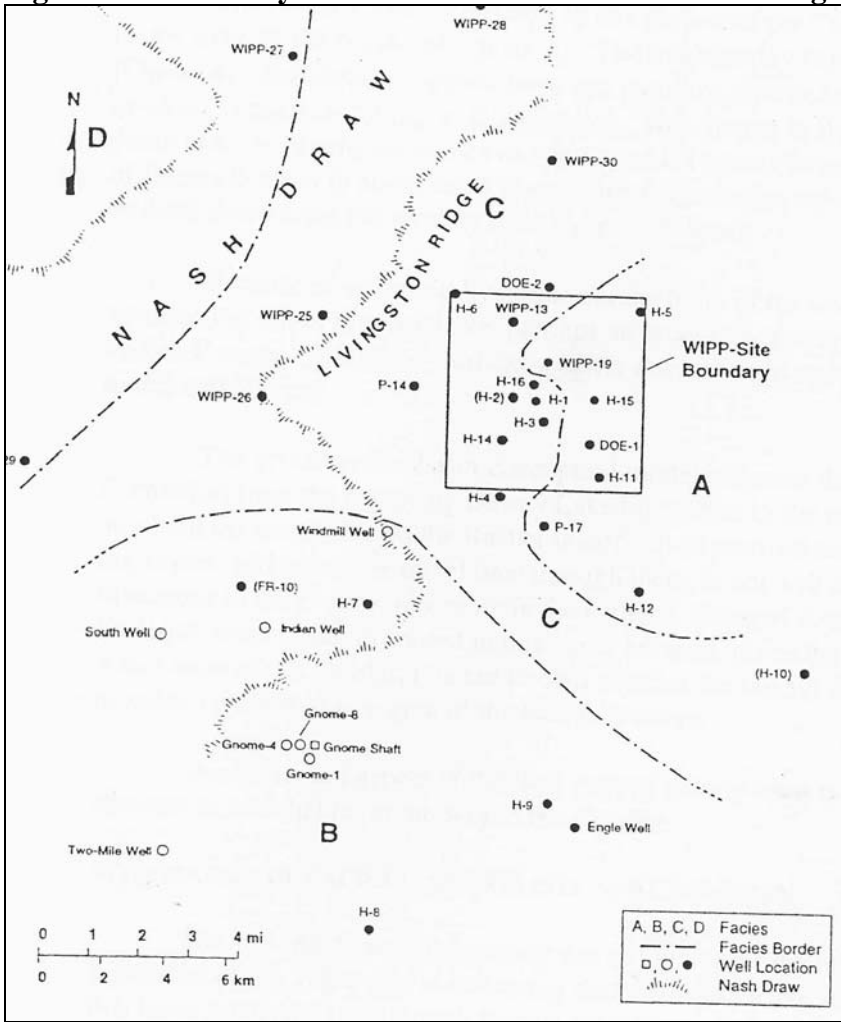 WIPP-28
WIPP-27
N
D
NASH DRAW
WIPP-30
C
LIVINGSTON RIDGE
DOE-2
H-6
WIPP-13
H-5
WIPP-25
WIPP-Site
Boundary
WIPP-19
P-14
H-16
WIPP-26
(H-2)
H-1
H-15
H-3
H-14
DOE-1
29
H-11
A
H-4
Windmill Well
P-17
(FR-10)
H-7
H-12
C
South Well
Indian Well
(H-10)
Gnome-8
Gnome-4
Gnome Shaft
Gnome-1
H-9
Engle Well
B
Two-Mile Well
H-8
0 1 2 3 4 mi
0 2 4 6 km
A, B, C, D Facies
Facies Border
Well Location
Nash Draw